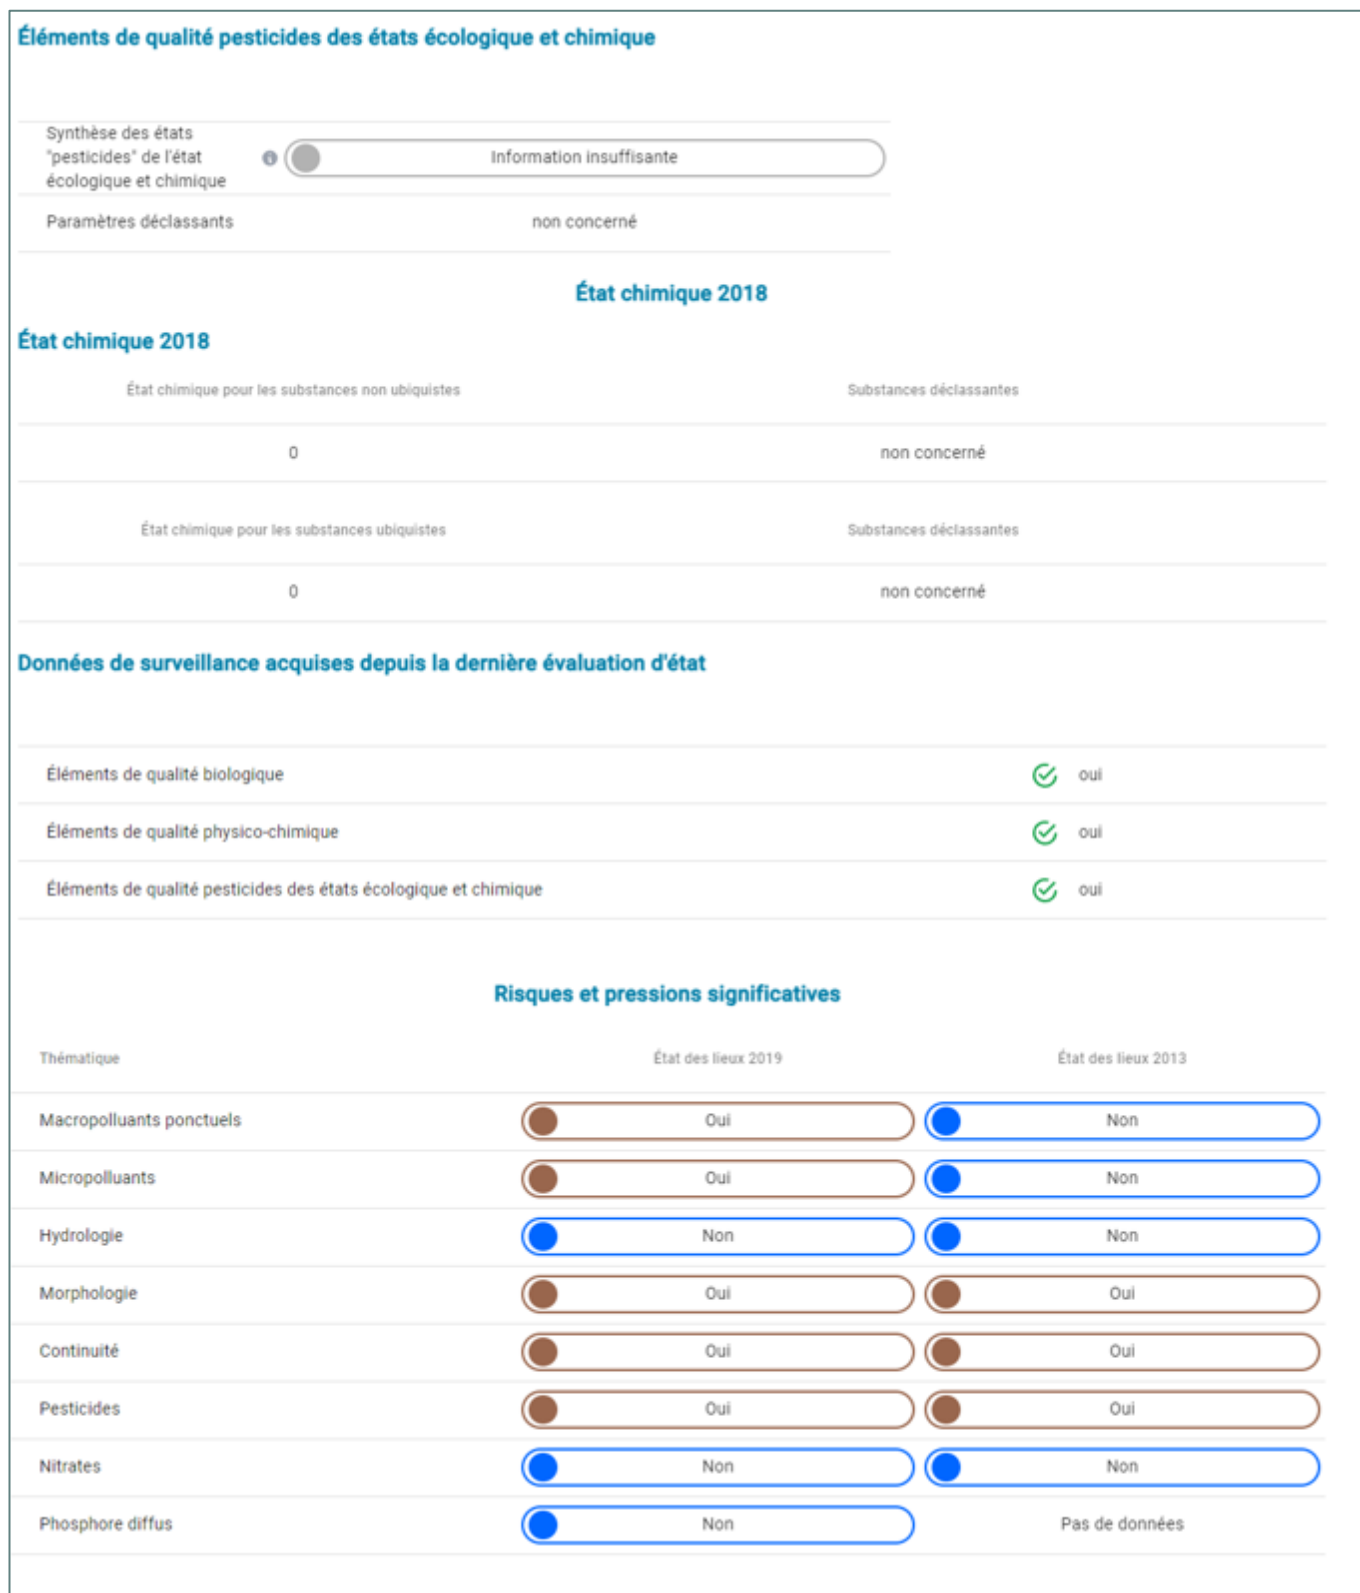 Éléments de qualité pesticides des états écologique et chimique
Synthèse des états
"pesticides" de l'état
écologique et chimique
Information insuffisante
Paramètres déclassants non concerné
État chimique 2018
État chimique 2018
État chimique pour les substances non ubiquistes Substances déclassantes
0 non concerné
État chimique pour les substances ubiquistes Substances déclassantes
0 non concerné
Données de surveillance acquises depuis la dernière évaluation d'état
Éléments de qualité biologique oui
Éléments de qualité physico-chimique oui
Éléments de qualité pesticides des états écologique et chimique oui
Risques et pressions significatives
Thématique État des lieux 2019 État des lieux 2013
Macropolluants ponctuels Oui Non
Micropolluants Oui Non
Hydrologie Non Non
Morphologie Oui Oui
Continuité Oui Oui
Pesticides Oui Oui
Nitrates Non Non
Phosphore diffus Non Pas de données